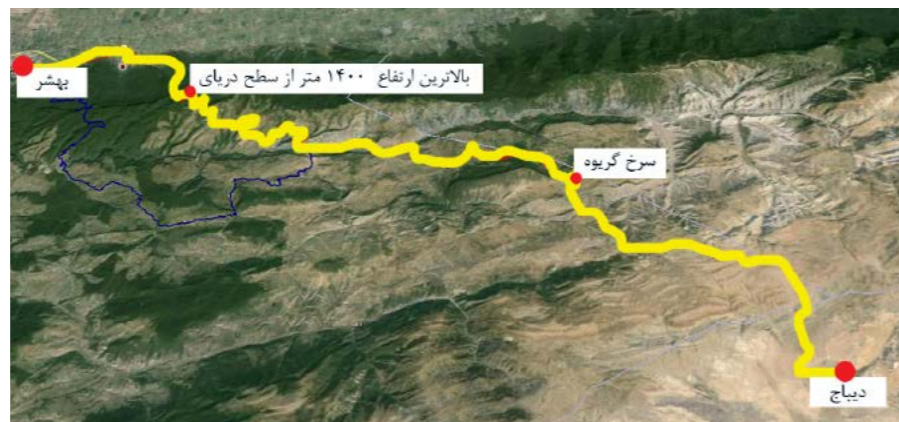 بهشر
بالاترین ارتفاع ۱۴۰۰ متر از سطح دریای
سرخ گریوه
دیباج